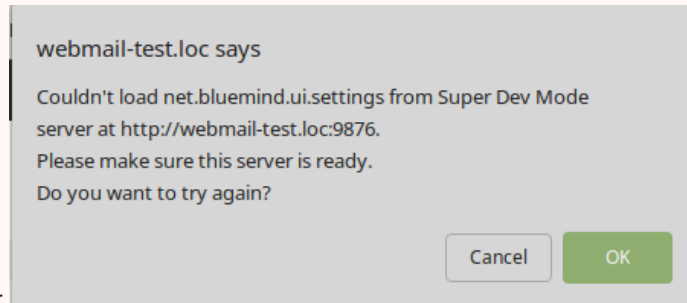 webmail-test.loc says
Couldn't load net.bluemind.ui.settings from Super Dev Mode
server at http://webmail-test.loc:9876.
Please make sure this server is ready.
Do you want to try again?
Cancel
OK